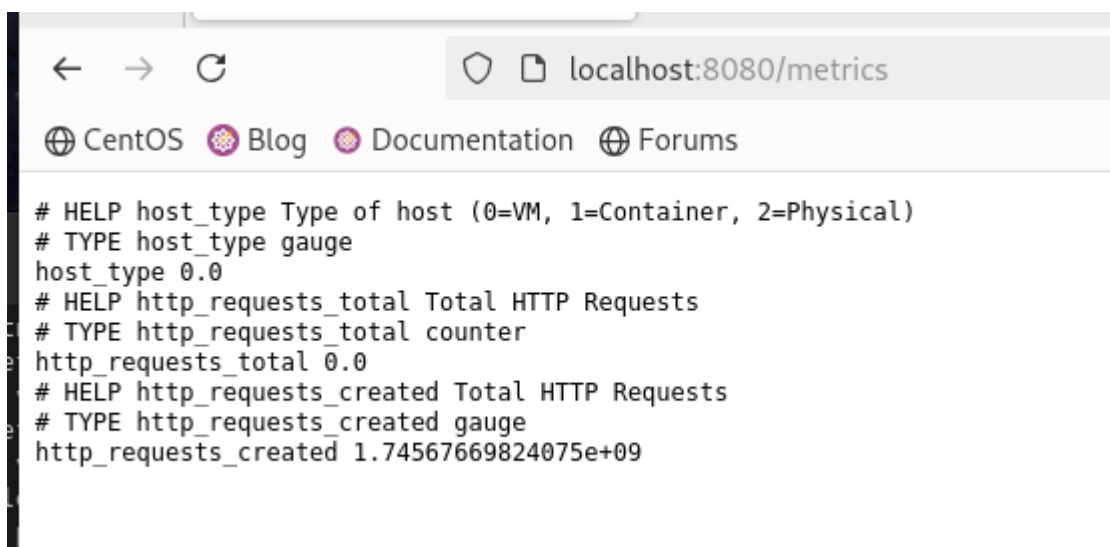 localhost:8080/metrics
CentOS Blog Documentation Forums
# HELP host_type Type of host (0=VM, 1=Container, 2=Physical)
# TYPE host_type gauge
host_type 0.0
# HELP http_requests_total Total HTTP Requests
# TYPE http_requests_total counter
http_requests_total 0.0
# HELP http_requests_created Total HTTP Requests
# TYPE http_requests_created gauge
http_requests_created 1.74567669824075e+09